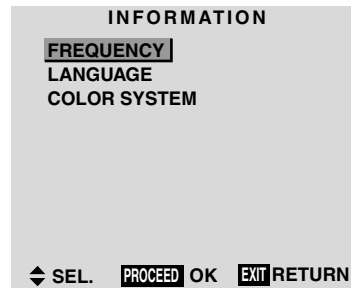 INFORMATION
FREQUENCY
LANGUAGE
COLOR SYSTEM
SEL. PROCEED OK EXIT RETURN